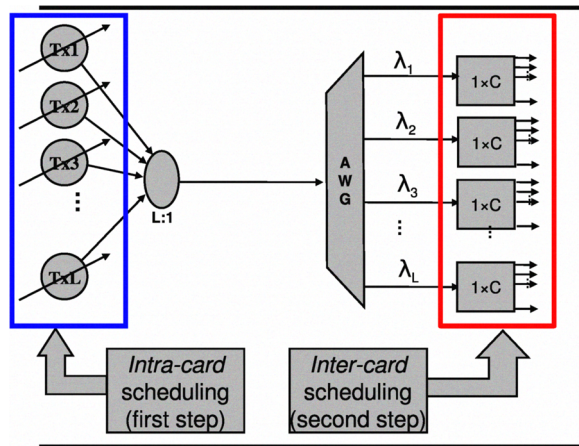 Tx1
Tx2
Tx3
TxL
L:1
A
W
G
λ1
λ2
λ3
λL
1×C
1×C
1×C
1×C
Intra-card
scheduling
(first step)
Inter-card
scheduling
(second step)